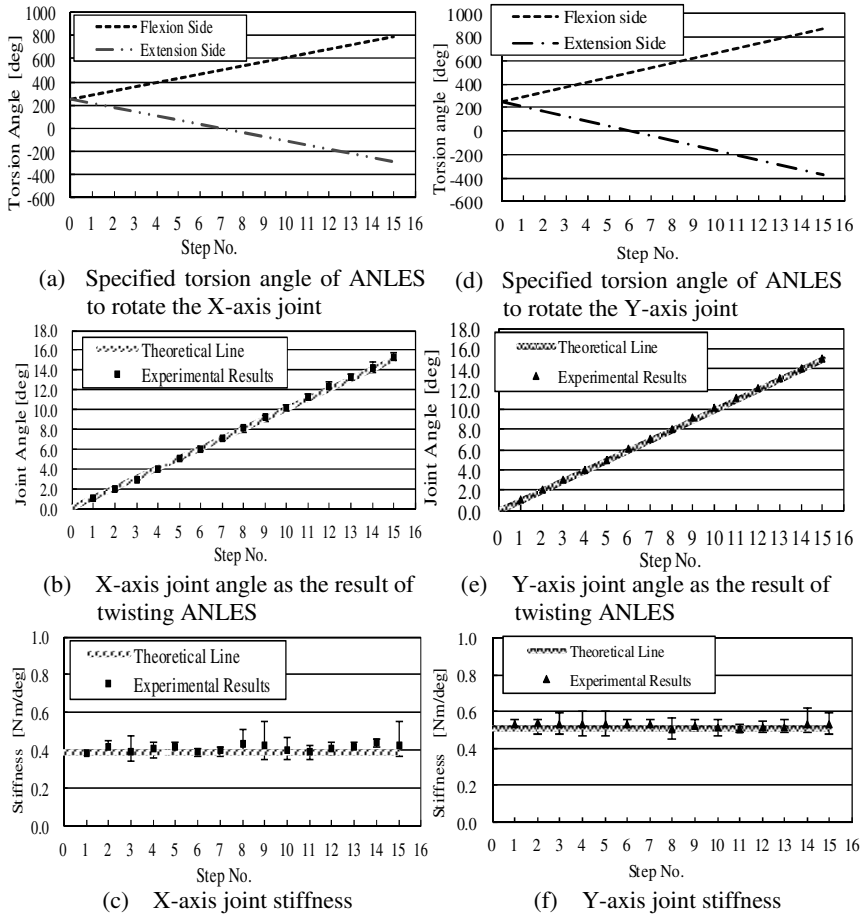 1000
800
600
400
200
0
-200
-400
-600
Torsion Angle [deg]
Flexion Side
Extension Side
0 1 2 3 4 5 6 7 8 9 10 11 12 13 14 15 16
Step No.
(a) Specified torsion angle of ANLES
to rotate the X-axis joint
1000
800
600
400
200
0
-200
-400
-600
Torsion angle [deg]
Flexion side
Extension Side
0 1 2 3 4 5 6 7 8 9 10 11 12 13 14 15 16
Step No.
(d) Specified torsion angle of ANLES
to rotate the Y-axis joint
18.0
16.0
14.0
12.0
10.0
8.0
6.0
4.0
2.0
0.0
Joint Angle [deg]
Theoretical Line
Experimental Results
0 1 2 3 4 5 6 7 8 9 10 11 12 13 14 15 16
Step No.
(b) X-axis joint angle as the result of
twisting ANLES
18.0
16.0
14.0
12.0
10.0
8.0
6.0
4.0
2.0
0.0
Joint Angle [deg]
Theoretical Line
Experimental Results
0 1 2 3 4 5 6 7 8 9 10 11 12 13 14 15 16
Step No.
(e) Y-axis joint angle as the result of
twisting ANLES
1.0
0.8
0.6
0.4
0.2
0.0
Stiffness [Nm/deg]
Theoretical Line
Experimental Results
0 1 2 3 4 5 6 7 8 9 10 11 12 13 14 15 16
Step No.
(c) X-axis joint stiffness
1.0
0.8
0.6
0.4
0.2
0.0
Stiffness [Nm/deg]
Theoretical Line
Experimental Results
0 1 2 3 4 5 6 7 8 9 10 11 12 13 14 15 16
Step No.
(f) Y-axis joint stiffness